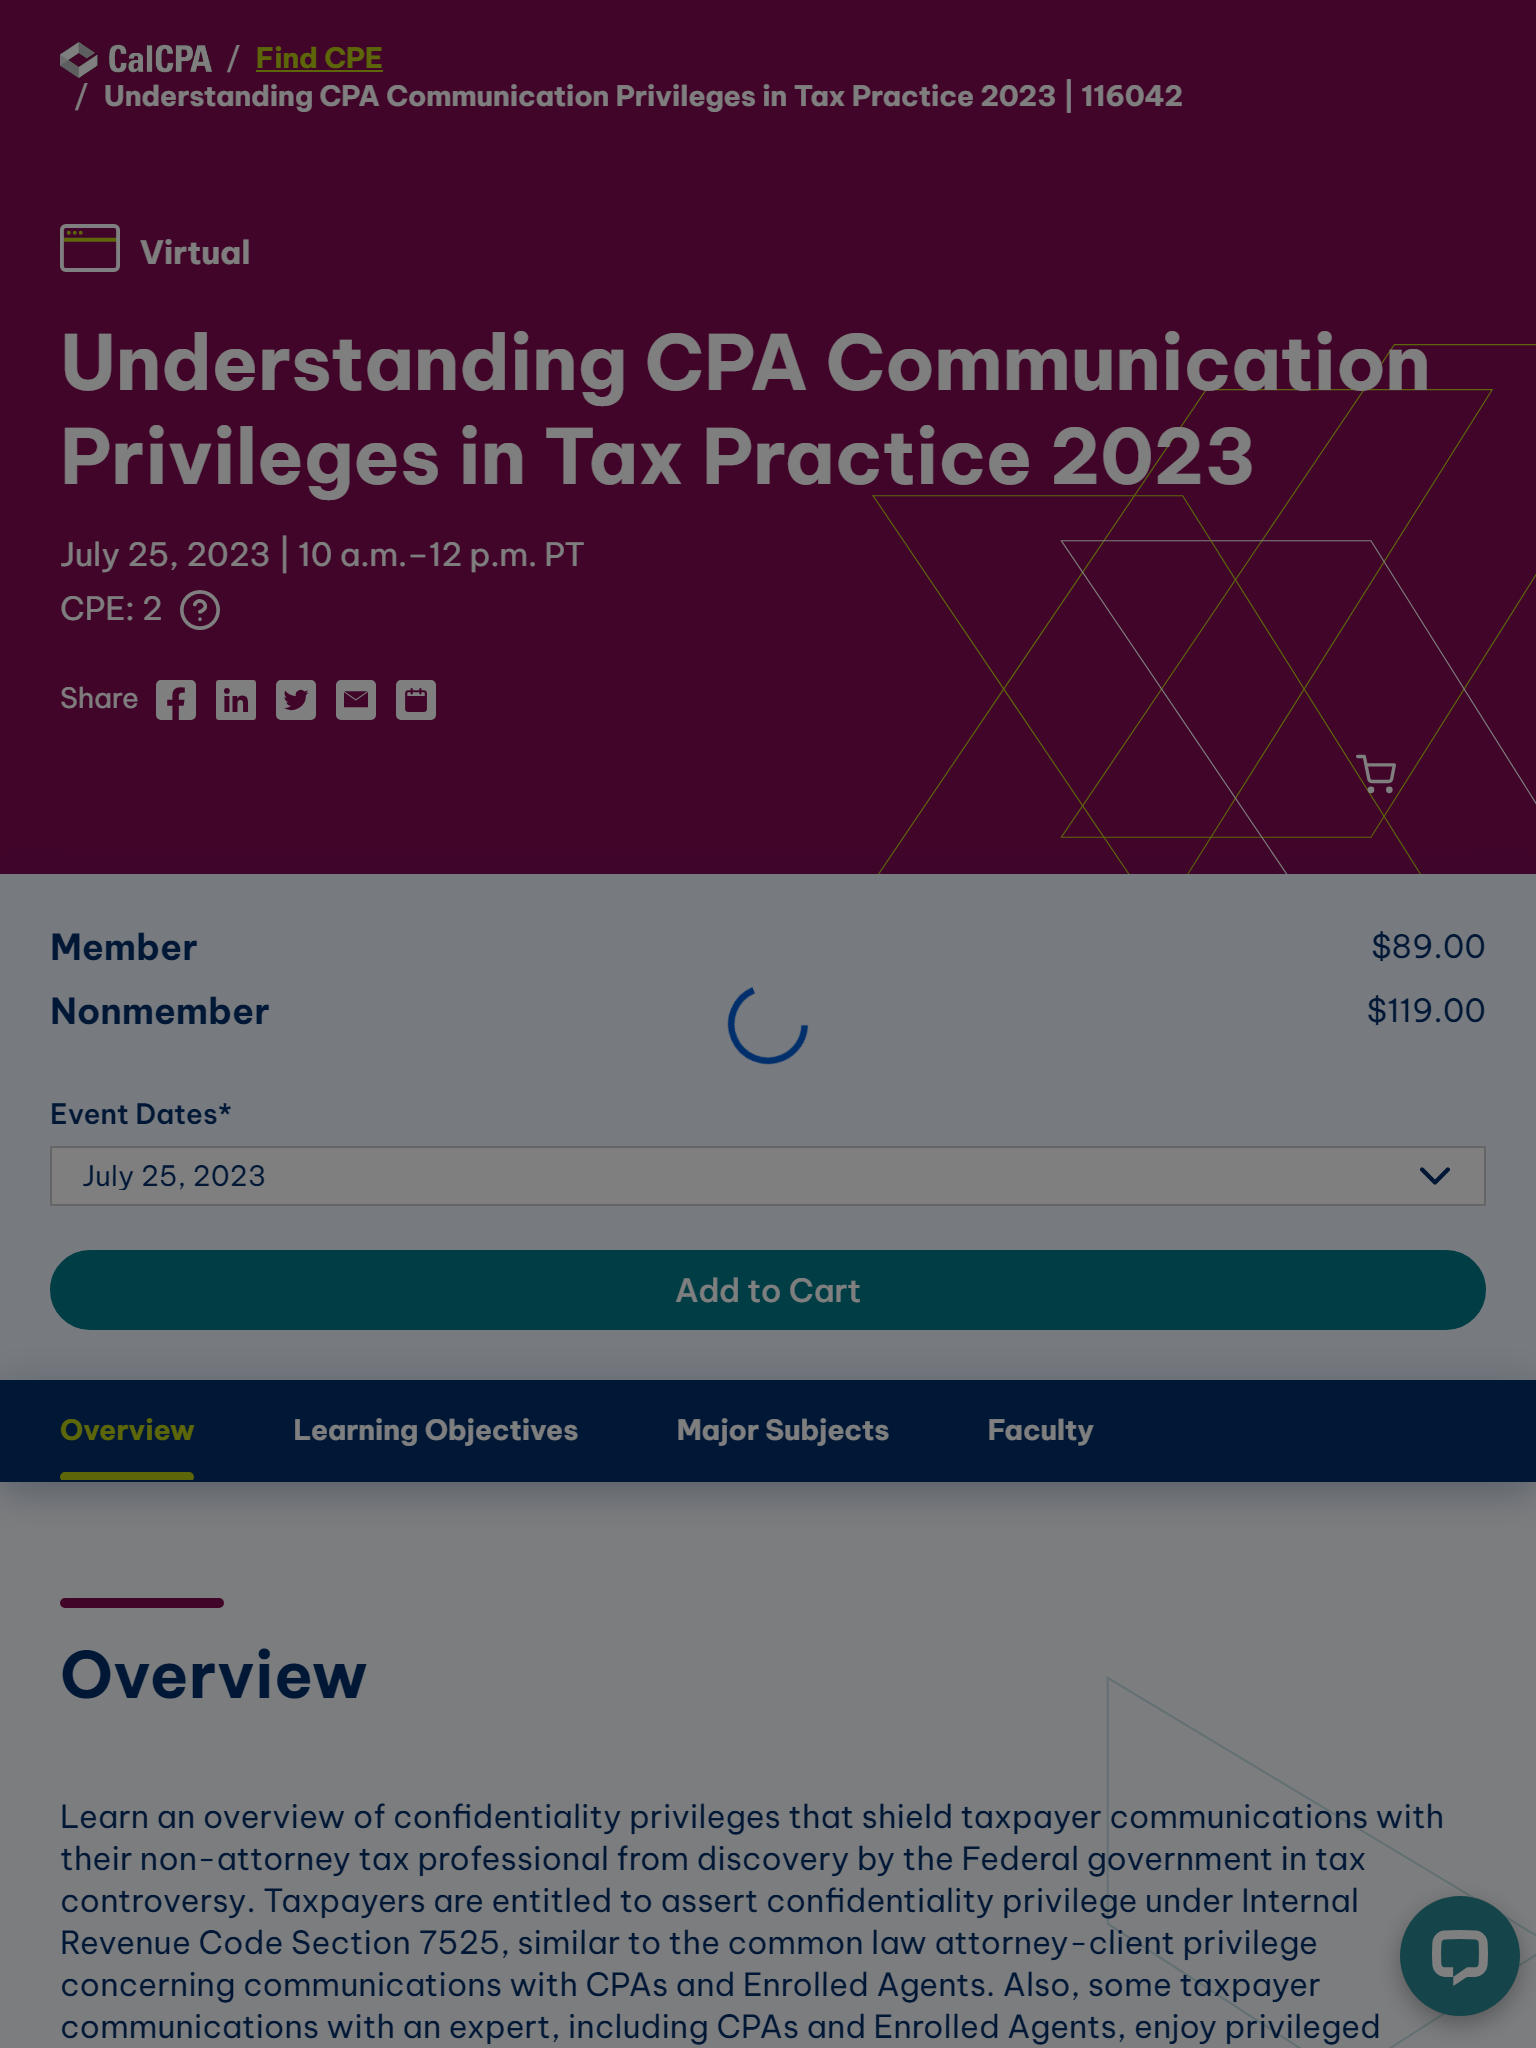 CalCPA / Find CPE
/ Understanding CPA Communication Privileges in Tax Practice 2023 | 116042
Virtual
Understanding CPA Communication
Privileges in Tax Practice 2023
July 25, 2023 | 10 a.m.–12 p.m. PT
CPE: 2
Share
Member $89.00
Nonmember $119.00
Event Dates*
July 25, 2023
Add to Cart
Overview Learning Objectives Major Subjects Faculty
Overview
Learn an overview of confidentiality privileges that shield taxpayer communications with
their non-attorney tax professional from discovery by the Federal government in tax
controversy. Taxpayers are entitled to assert confidentiality privilege under Internal
Revenue Code Section 7525, similar to the common law attorney-client privilege
concerning communications with CPAs and Enrolled Agents. Also, some taxpayer
communications with an expert, including CPAs and Enrolled Agents, enjoy privileged